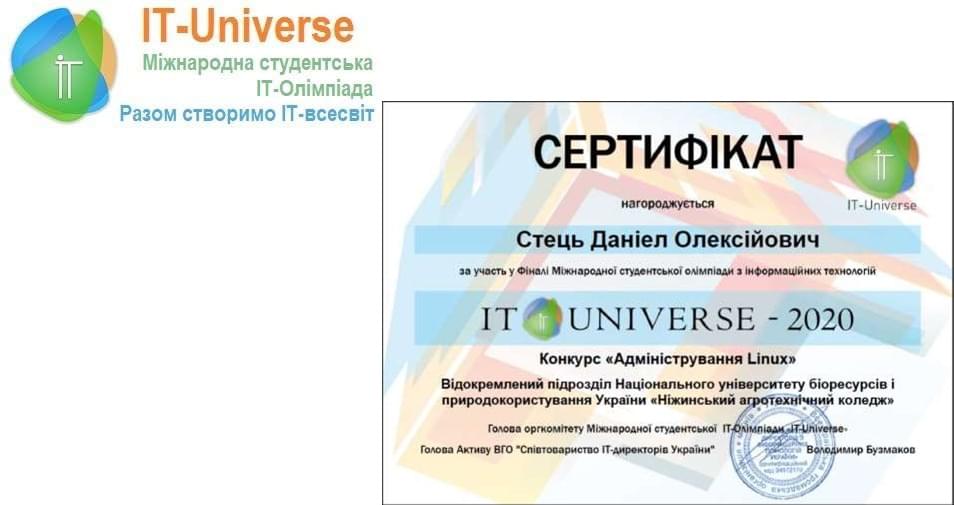 IT-Universe
Міжнародна студентська
ІТ-Олімпіада
Разом створимо ІТ-всесвіт
іт
СЕРТИФІКАТ
іт
IT-Universe
нагороджується
Стець Даніел Олексійович
за участь у Фіналі Міжнародної студентської олімпіади з інформаційних технологій
IT іт UNIVERSE - 2020
Конкурс «Адміністрування Linux»
Відокремлений підрозділ Національного університету біоресурсів і
природокористування України «Ніжинський агротехнічний коледж»
Голова оргкомітету Міжнародної студентської ІТ-Олімпіади «IT-Universe»
Голова Активу ВГО "Співтовариство ІТ-директорів України" Володимир Бузмаков